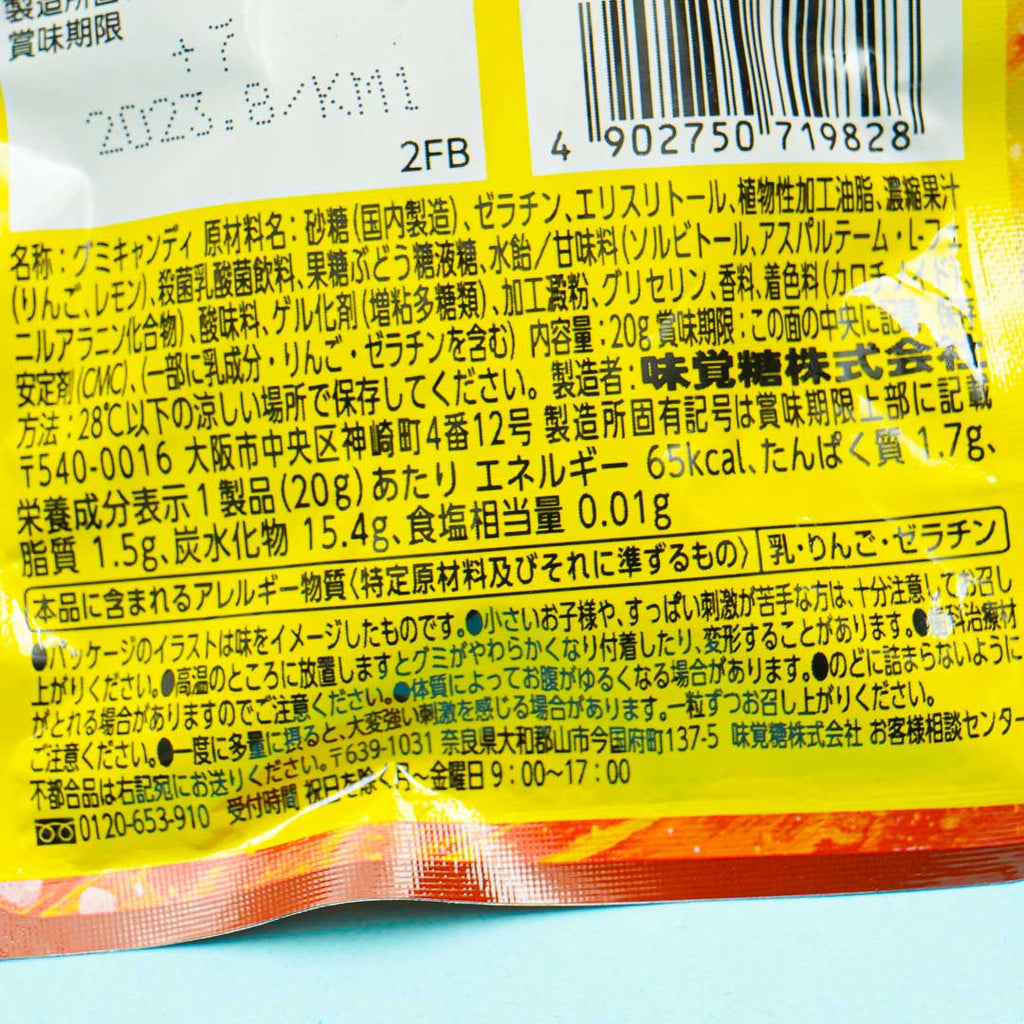 製造所固
賞味期限
+7
2023.8/KM1
2FB
4 902750 719828
名称:グミキャンディ 原材料名:砂糖(国内製造)、ゼラチン、エリスリトール、植物性加工油脂、濃縮果汁
(りんご、レモン)、殺菌乳酸菌飲料、果糖ぶどう糖液糖、水飴/甘味料(ソルビトール、アスパルテーム・L-フェ
ニルアラニン化合物)、酸味料、ゲル化剤(増粘多糖類)、加工澱粉、グリセリン、香料、着色料(カロチノイド)、
安定剤(CMC)、(一部に乳成分・りんご・ゼラチンを含む) 内容量:20g 賞味期限:この面の中央に記載 保存
方法:28℃以下の涼しい場所で保存してください。 製造者:味覚糖株式会社
〒540-0016 大阪市中央区神崎町4番12号 製造所固有記号は賞味期限上部に記載
栄養成分表示1製品(20g)あたり エネルギー 65kcal、たんぱく質 1.7g、
脂質 1.5g、炭水化物 15.4g、食塩相当量 0.01g
本品に含まれるアレルギー物質〈特定原材料及びそれに準ずるもの〉 乳・りんご・ゼラチン
●パッケージのイラストは味をイメージしたものです。●小さいお子様や、すっぱい刺激が苦手な方は、十分注意してお召し
上がりください。●高温のところに放置しますとグミがやわらかくなり付着したり、変形することがあります。●歯科治療材
がとれる場合がありますのでご注意ください。●体質によってお腹がゆるくなる場合があります。●のどに詰まらないように
ご注意ください。●一度に多量に摂ると、大変強い刺激を感じる場合があります。一粒ずつお召し上がりください。
不都合品は右記宛にお送りください。〒639-1031 奈良県大和郡山市今国府町137-5 味覚糖株式会社 お客様相談センター
0120-653-910 受付時間 祝日を除く月〜金曜日9:00〜17:00